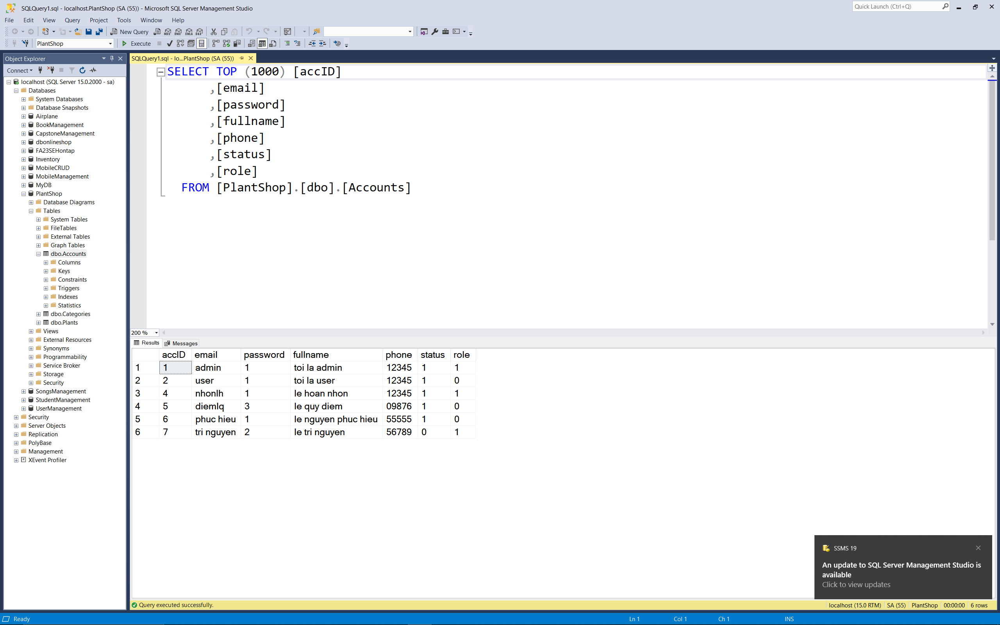 SQLQuery1.sql - localhost.PlantShop (SA (55)) - Microsoft SQL Server Management Studio
Quick Launch (Ctrl+Q)
File Edit View Query Project Tools Window Help
New Query MDX DMX XMLA DAX
PlantShop Execute
Object Explorer
Connect
localhost (SQL Server 15.0.2000 - sa)
Databases
System Databases
Database Snapshots
Airplane
BookManagement
CapstoneManagement
dbonlineshop
FA23SEHontap
Inventory
MobileCRUD
MobileManagement
MyDB
PlantShop
Database Diagrams
Tables
System Tables
FileTables
External Tables
Graph Tables
dbo.Accounts
Columns
Keys
Constraints
Triggers
Indexes
Statistics
dbo.Categories
dbo.Plants
Views
External Resources
Synonyms
Programmability
Service Broker
Storage
Security
SongsManagement
StudentManagement
UserManagement
Security
Server Objects
Replication
PolyBase
Management
XEvent Profiler
SQLQuery1.sql - lo...PlantShop (SA (55))
SELECT TOP (1000) [accID]
,[email]
,[password]
,[fullname]
,[phone]
,[status]
,[role]
FROM [PlantShop].[dbo].[Accounts]
200 %
Results Messages
accID email password fullname phone status role
1 1 admin 1 toi la admin 12345 1 1
2 2 user 1 toi la user 12345 1 0
3 4 nhonlh 1 le hoan nhon 12345 1 1
4 5 diemlq 3 le quy diem 09876 1 0
5 6 phuc hieu 1 le nguyen phuc hieu 55555 1 0
6 7 tri nguyen 2 le tri nguyen 56789 0 1
SSMS 19
An update to SQL Server Management Studio is
available
Click to view updates
Query executed successfully. localhost (15.0 RTM) SA (55) PlantShop 00:00:00 6 rows
Ready Ln 1 Col 1 Ch 1 INS